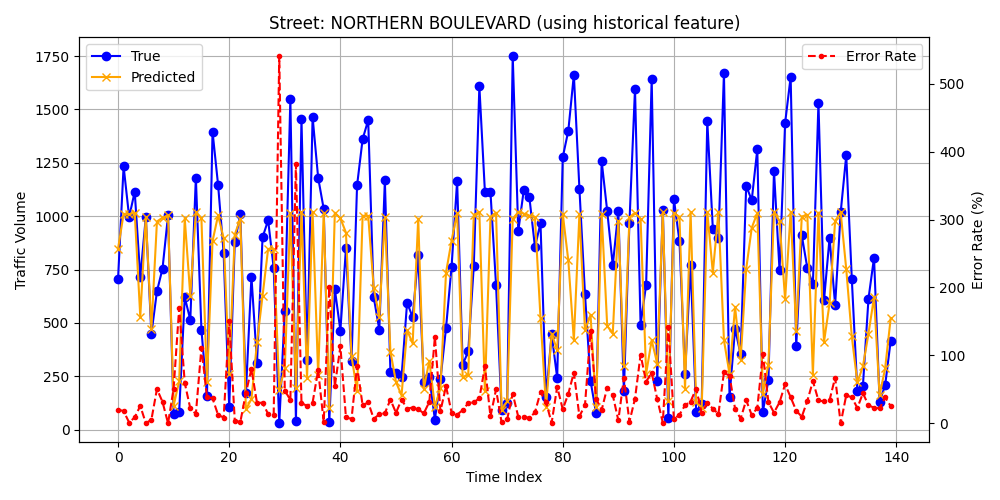 Street: NORTHERN BOULEVARD (using historical feature)
True
Predicted
Error Rate
Traffic Volume
1750
1500
1250
1000
750
500
250
0
500
400
300
200
100
0
Error Rate (%)
0 20 40 60 80 100 120 140
Time Index